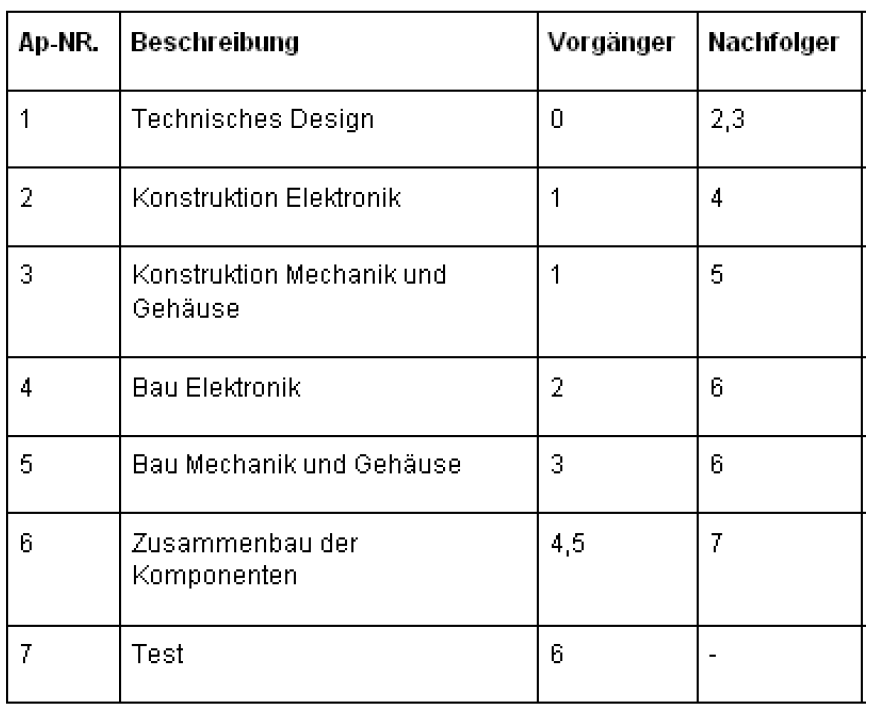 Ap-NR. Beschreibung Vorgänger Nachfolger
1 Technisches Design 0 2,3
2 Konstruktion Elektronik 1 4
3 Konstruktion Mechanik und 1 5
Gehäuse
4 Bau Elektronik 2 6
5 Bau Mechanik und Gehäuse 3 6
6 Zusammenbau der 4,5 7
Komponenten
7 Test 6 -